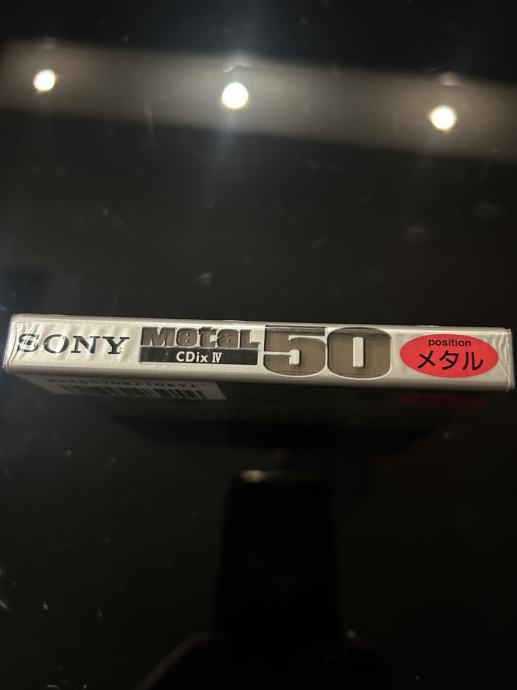 SONY
MetaL
CDix Ⅳ
50
position
メタル